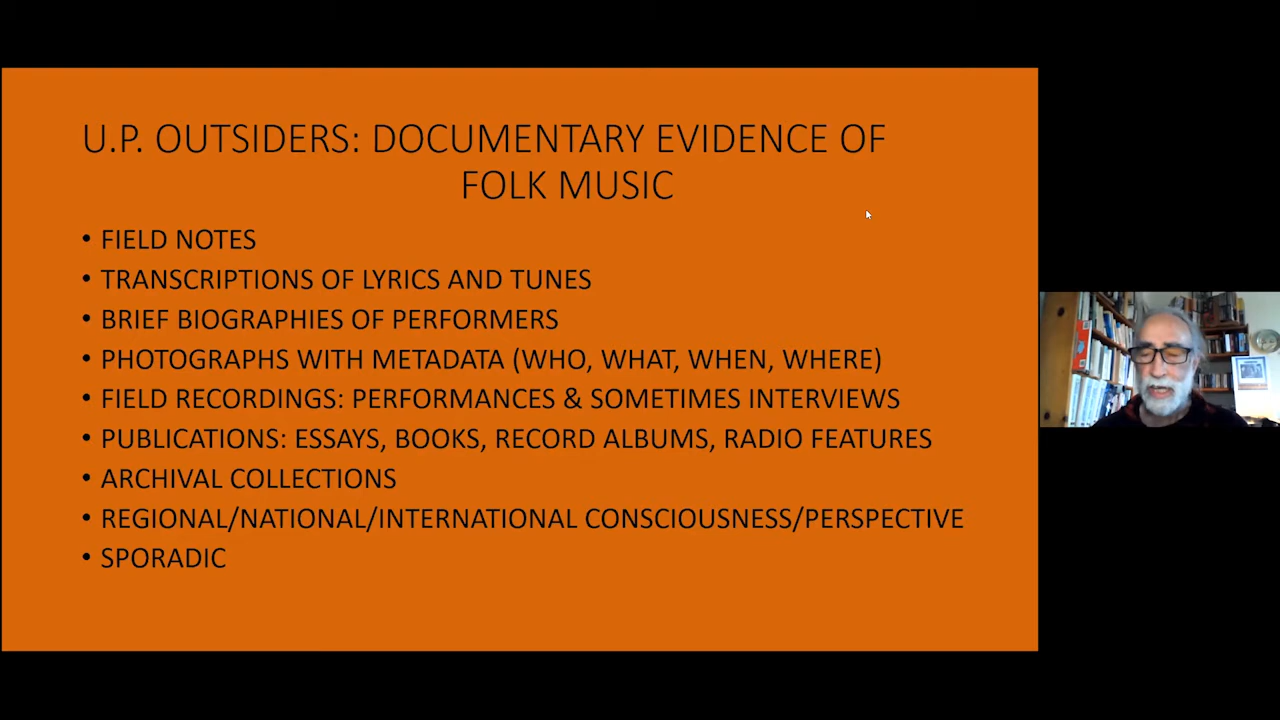 U.P. OUTSIDERS: DOCUMENTARY EVIDENCE OF
FOLK MUSIC
• FIELD NOTES
• TRANSCRIPTIONS OF LYRICS AND TUNES
• BRIEF BIOGRAPHIES OF PERFORMERS
• PHOTOGRAPHS WITH METADATA (WHO, WHAT, WHEN, WHERE)
• FIELD RECORDINGS: PERFORMANCES & SOMETIMES INTERVIEWS
• PUBLICATIONS: ESSAYS, BOOKS, RECORD ALBUMS, RADIO FEATURES
• ARCHIVAL COLLECTIONS
• REGIONAL/NATIONAL/INTERNATIONAL CONSCIOUSNESS/PERSPECTIVE
• SPORADIC